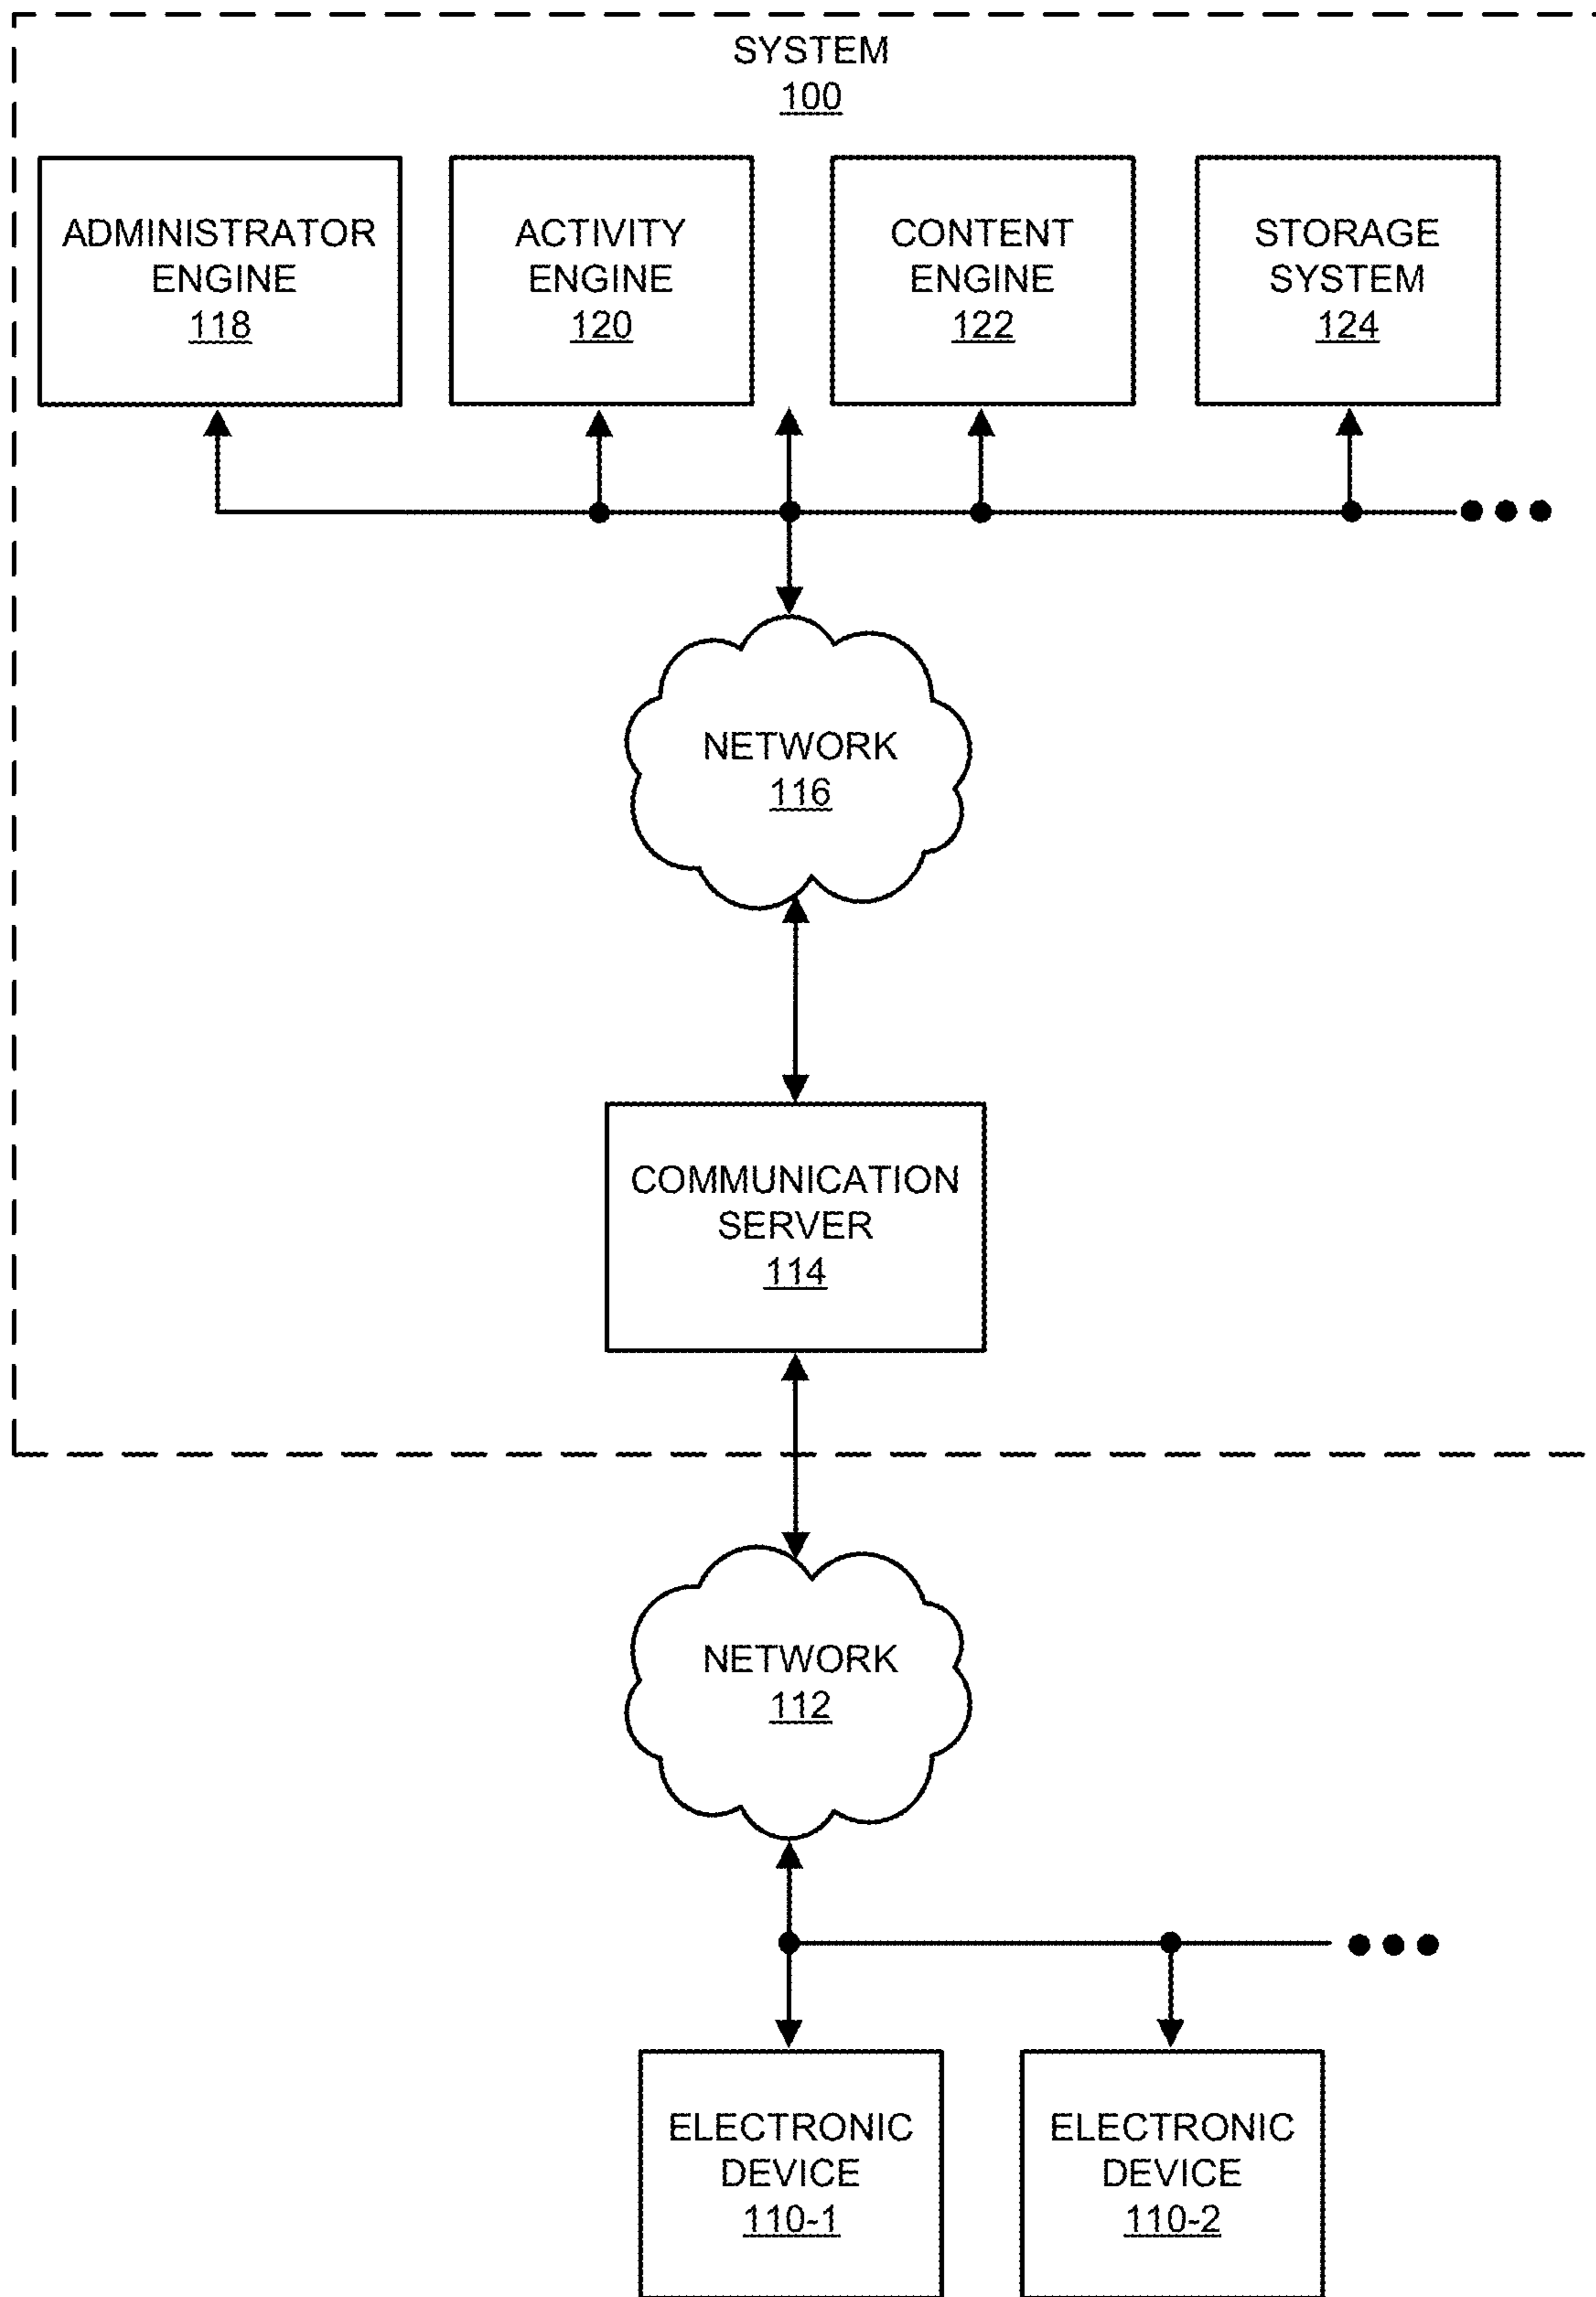 SYSTEM
100
ADMINISTRATOR
ENGINE
118
ACTIVITY
ENGINE
120
CONTENT
ENGINE
122
STORAGE
SYSTEM
124
NETWORK
116
COMMUNICATION
SERVER
114
NETWORK
112
ELECTRONIC
DEVICE
110-1
ELECTRONIC
DEVICE
110-2